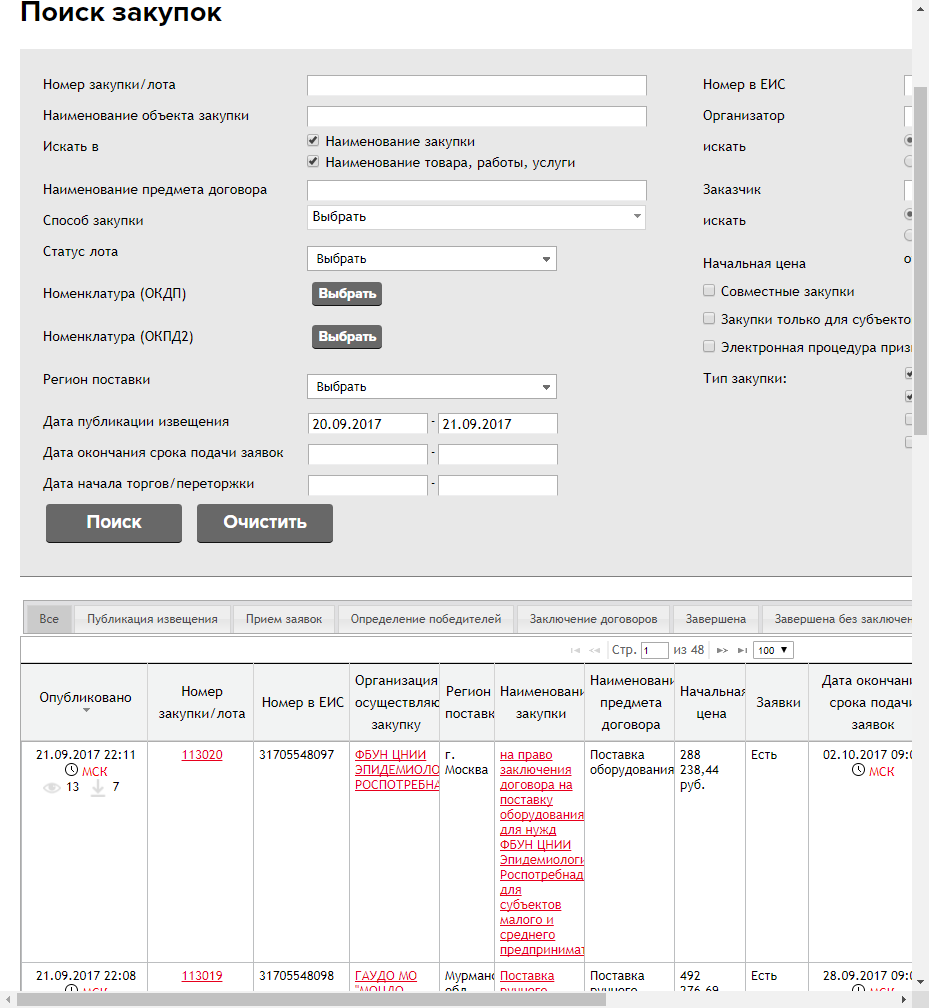 Поиск закупок
Номер закупки/лота
Номер в ЕИС
Наименование объекта закупки
Организатор
Искать в
Наименование закупки
искать
Наименование товара, работы, услуги
Наименование предмета договора
Заказчик
Способ закупки
Выбрать
искать
Статус лота
Выбрать
Начальная цена
о
Номенклатура (ОКДП)
Выбрать
Совместные закупки
Закупки только для субъекто
Номенклатура (ОКПД2)
Выбрать
Электронная процедура приз
Регион поставки
Выбрать
Тип закупки:
Дата публикации извещения
20.09.2017 - 21.09.2017
Дата окончания срока подачи заявок
-
Дата начала торгов/переторжки
-
Поиск
Очистить
Все
Публикация извещения
Прием заявок
Определение победителей
Заключение договоров
Завершена
Завершена без заключен
Стр. 1 из 48
100
Опубликовано
Номер
закупки/лота
Номер в ЕИС
Организация
осуществляю
закупку
Регион
поставк
Наименовани
закупки
Наименовани
предмета
договора
Начальная
цена
Заявки
Дата окончани
срока подачи
заявок
21.09.2017 22:11
МСК
13
7
113020
31705548097
ФБУН ЦНИИ
ЭПИДЕМИОЛО
РОСПОТРЕБНА
г.
Москва
на право
заключения
договора на
поставку
оборудования
для нужд
ФБУН ЦНИИ
Эпидемиологи
Роспотребнад
для
субъектов
малого и
среднего
предпринимат
Поставка
оборудования
288
238,44
руб.
Есть
02.10.2017 09:0
МСК
21.09.2017 22:08
МСК
113019
31705548098
ГАУДО МО
Мурманс
обл.
Поставка
ручного
Поставка
ручного
492
276,69
Есть
28.09.2017 09:0
МСК